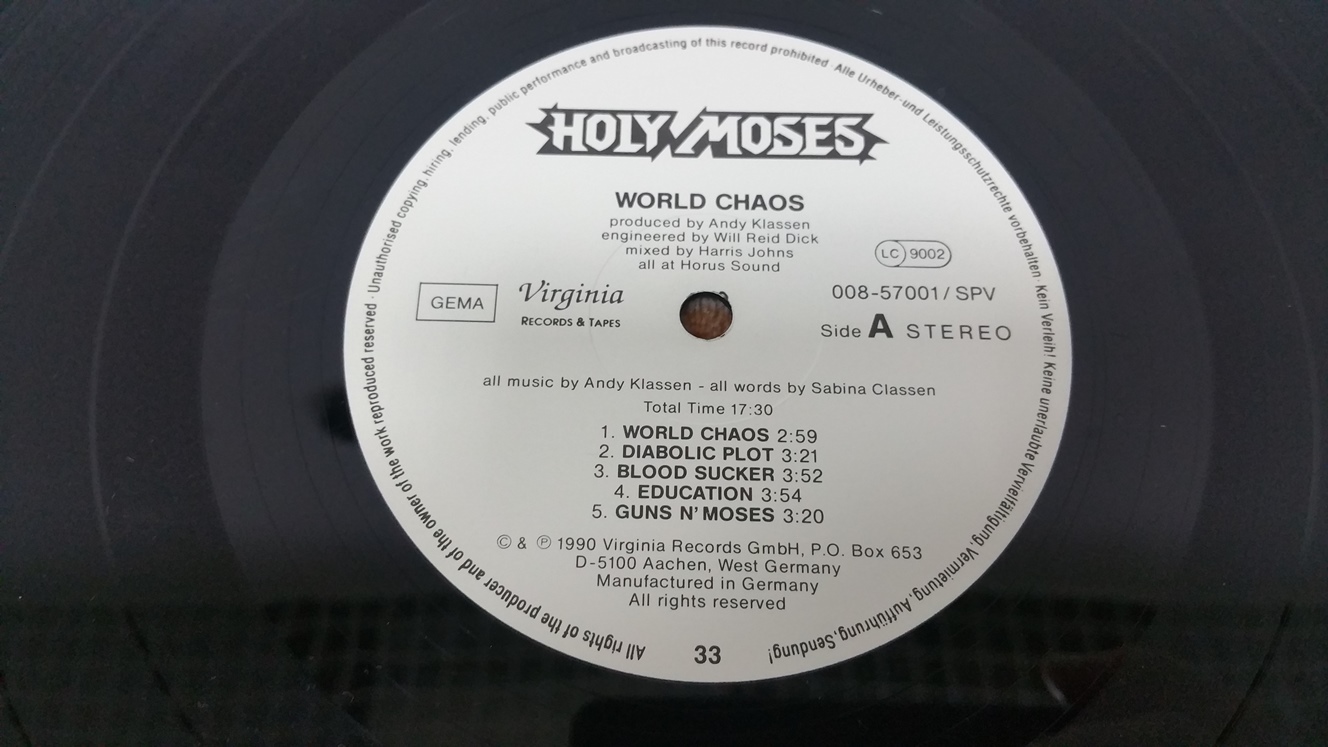 HOLY MOSES
WORLD CHAOS
produced by Andy Klassen
engineered by Will Reid Dick
mixed by Harris Johns
all at Horus Sound
LC 9002
GEMA
Virginia
RECORDS & TAPES
008-57001/SPV
Side A STEREO
all music by Andy Klassen - all words by Sabina Classen
Total Time 17:30
1. WORLD CHAOS 2:59
2. DIABOLIC PLOT 3:21
3. BLOOD SUCKER 3:52
4. EDUCATION 3:54
5. GUNS N' MOSES 3:20
© & ℗ 1990 Virginia Records GmbH, P.O. Box 653
D-5100 Aachen, West Germany
Manufactured in Germany
All rights reserved
33
All rights of the producer and of the owner of the work reproduced reserved · Unauthorised copying, hiring, lending, public performance and broadcasting of this record prohibited · Alle Urheber- und Leistungsschutzrechte vorbehalten · Kein Verleih! Keine unerlaubte Vervielfältigung, Vermietung, Aufführung, Sendung!